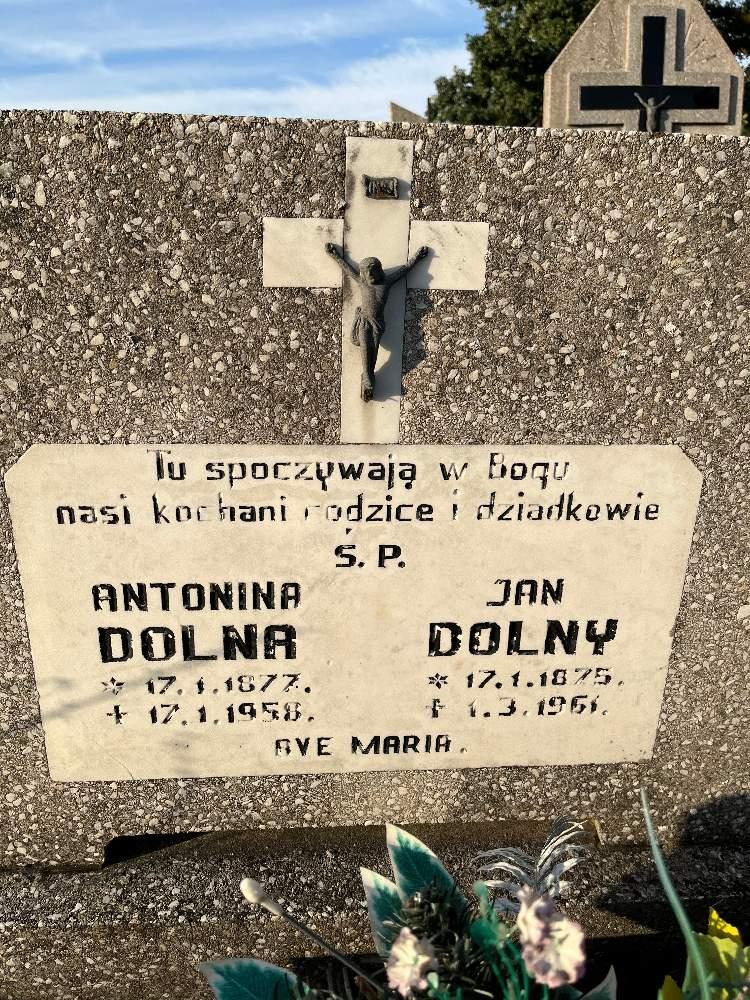 Tu spoczywają w Bogu
nasi kochani rodzice i dziadkowie
Ś. P.
ANTONINA JAN
DOLNA DOLNY
* 17.1.1877. * 17.1.1875.
+ 17.1.1958. + 1.3.1961.
AVE MARIA.